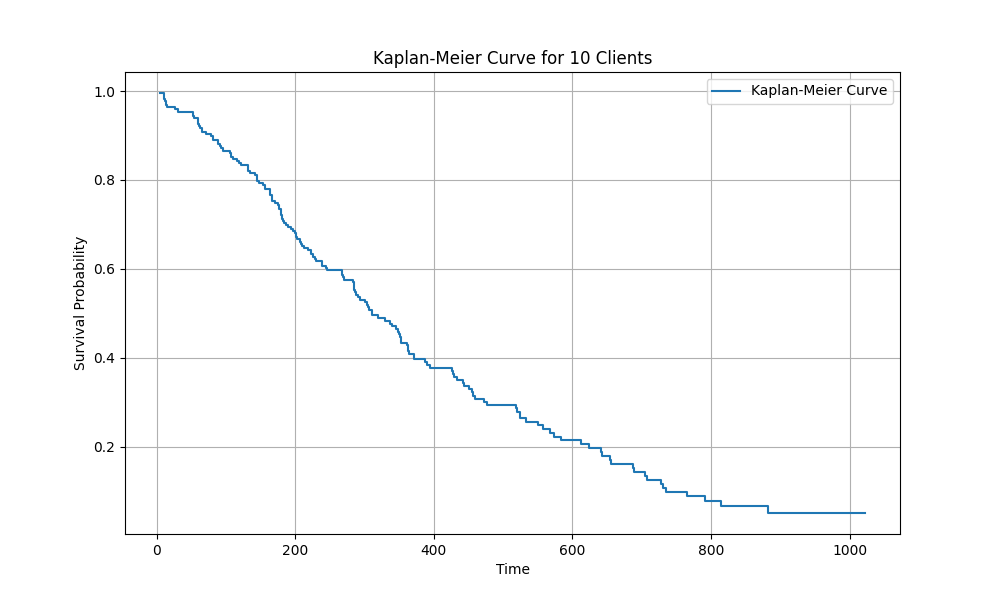 Kaplan-Meier Curve for 10 Clients
Kaplan-Meier Curve
Survival Probability
1.0
0.8
0.6
0.4
0.2
0 200 400 600 800 1000
Time